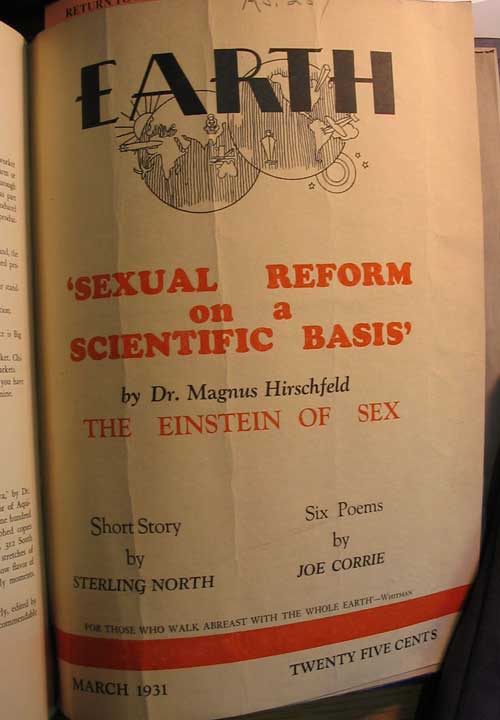 RETURN TO
EARTH
'SEXUAL REFORM
on a
SCIENTIFIC BASIS'
by Dr. Magnus Hirschfeld
THE EINSTEIN OF SEX
Short Story
by
STERLING NORTH
Six Poems
by
JOE CORRIE
FOR THOSE WHO WALK ABREAST WITH THE WHOLE EARTH'—WHITMAN
MARCH 1931
TWENTY FIVE CENTS